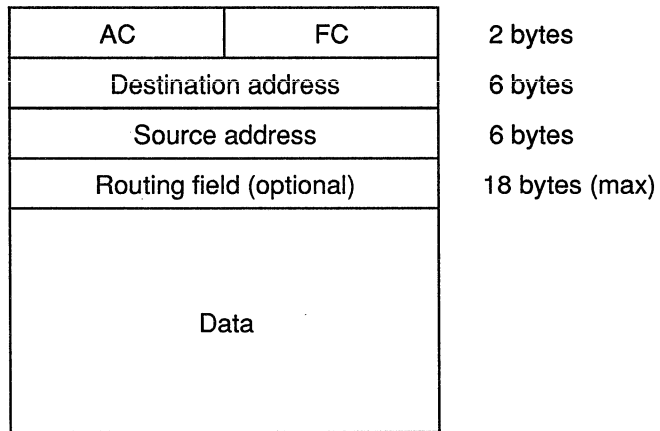 AC FC 2 bytes
Destination address 6 bytes
Source address 6 bytes
Routing field (optional) 18 bytes (max)
Data